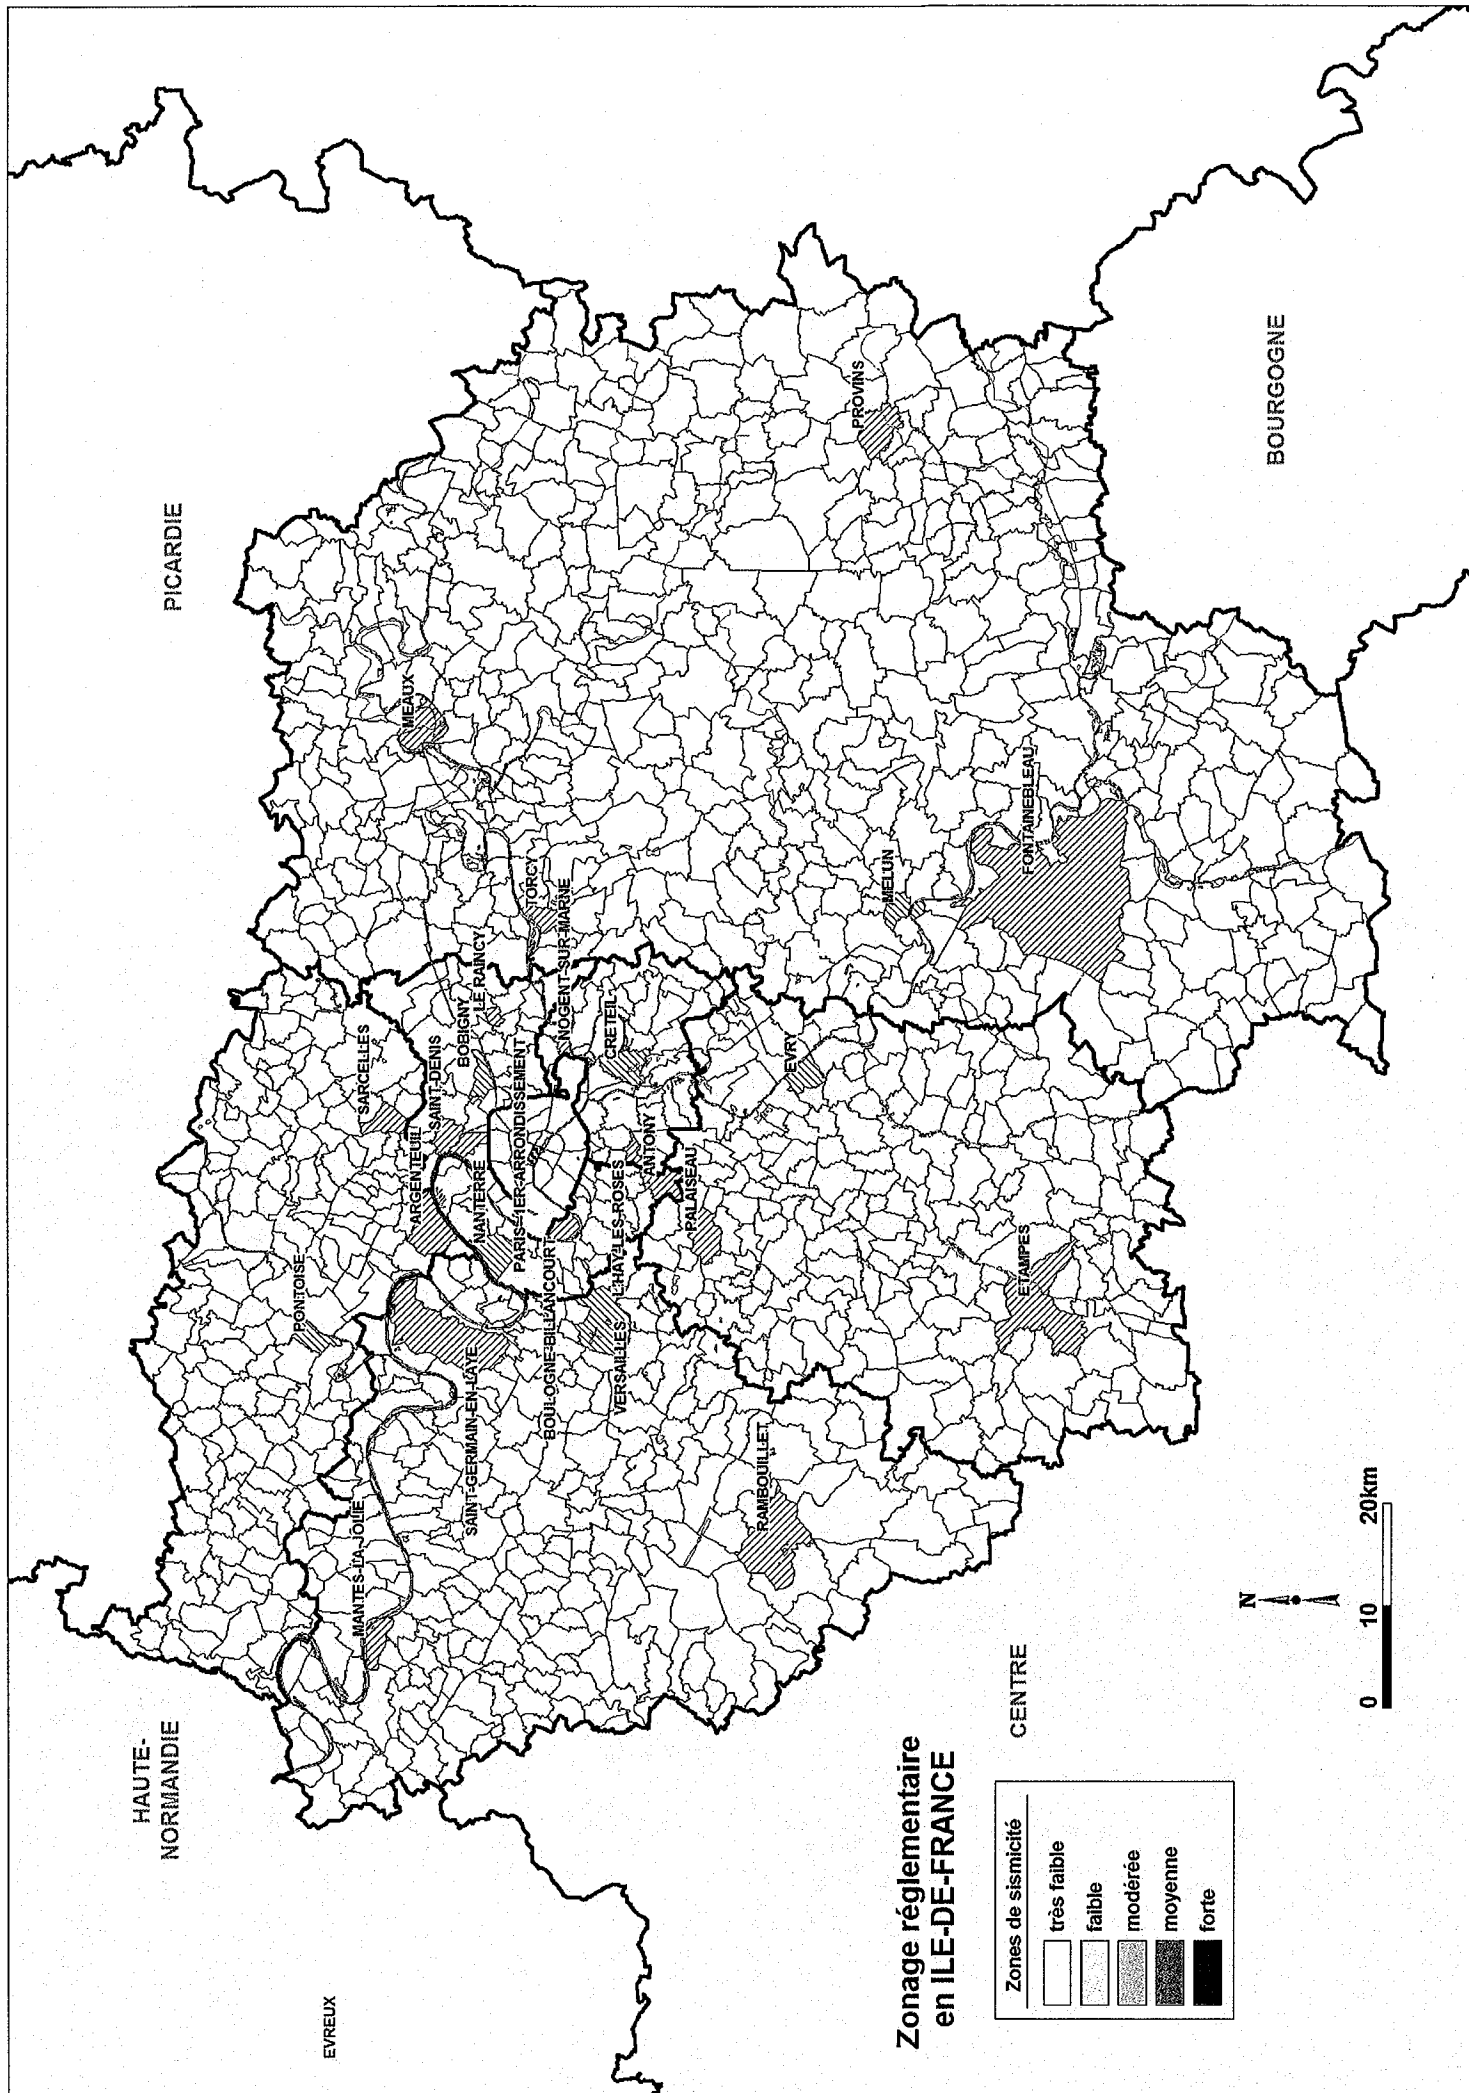 HAUTE-
NORMANDIE
PICARDIE
EVREUX
PONTOISE
SARCELLES
MANTES-LA-JOLIE
ARGENTEUIL
SAINT-DENIS
MEAUX
BOBIGNY
LE RAINCY
NANTERRE
SAINT-GERMAIN-EN-LAYE
PARIS-1ER-ARRONDISSEMENT
TORCY
NOGENT-SUR-MARNE
BOULOGNE-BILLANCOURT
CRETEIL
VERSAILLES
L'HAY-LES-ROSES
ANTONY
PALAISEAU
RAMBOUILLET
EVRY
PROVINS
MELUN
ETAMPES
FONTAINEBLEAU
CENTRE
BOURGOGNE
Zonage réglementaire
en ILE-DE-FRANCE
Zones de sismicité
très faible
faible
modérée
moyenne
forte
N
0 10 20km